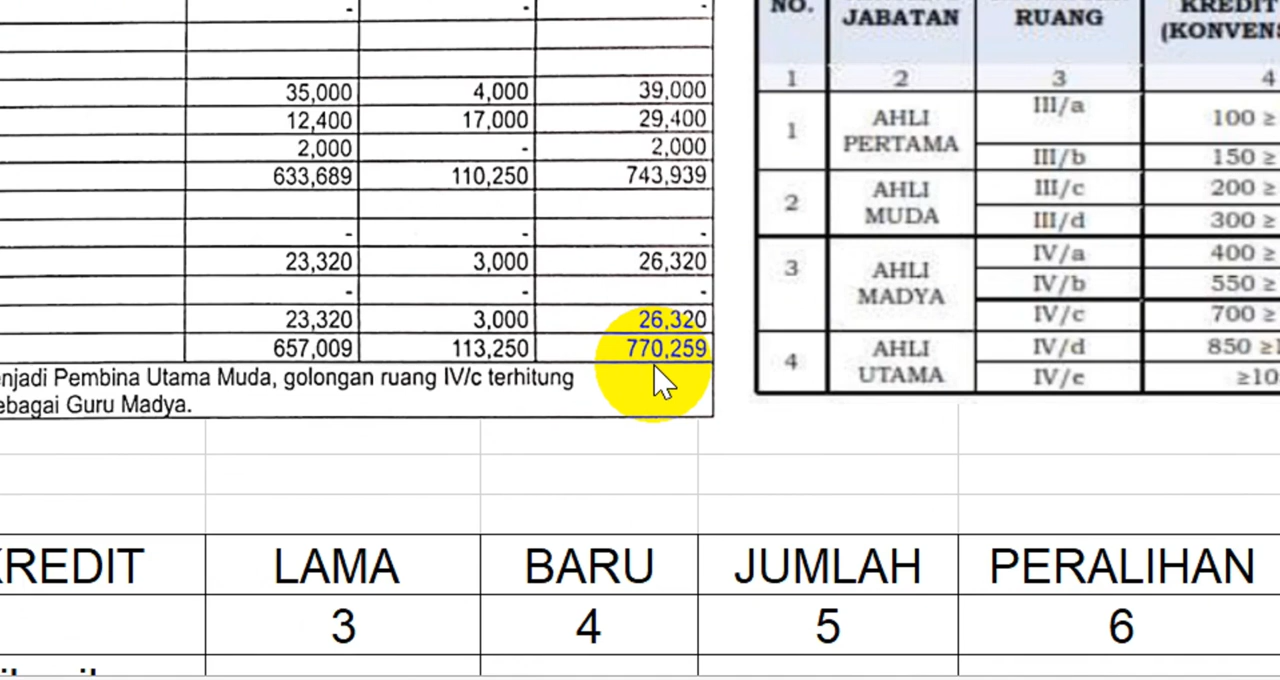 - - -
35,000 4,000 39,000
12,400 17,000 29,400
2,000 - 2,000
633,689 110,250 743,939
- - -
23,320 3,000 26,320
- - -
23,320 3,000 26,320
657,009 113,250 770,259
enjadi Pembina Utama Muda, golongan ruang IV/c terhitung
ebagai Guru Madya.
NO. JABATAN RUANG KREDIT
(KONVENS
1 2 3 4
1 AHLI PERTAMA III/a 100 ≥
III/b 150 ≥
2 AHLI MUDA III/c 200 ≥
III/d 300 ≥
3 AHLI MADYA IV/a 400 ≥
IV/b 550 ≥
IV/c 700 ≥
4 AHLI UTAMA IV/d 850 ≥1
IV/e ≥10
KREDIT LAMA BARU JUMLAH PERALIHAN
3 4 5 6